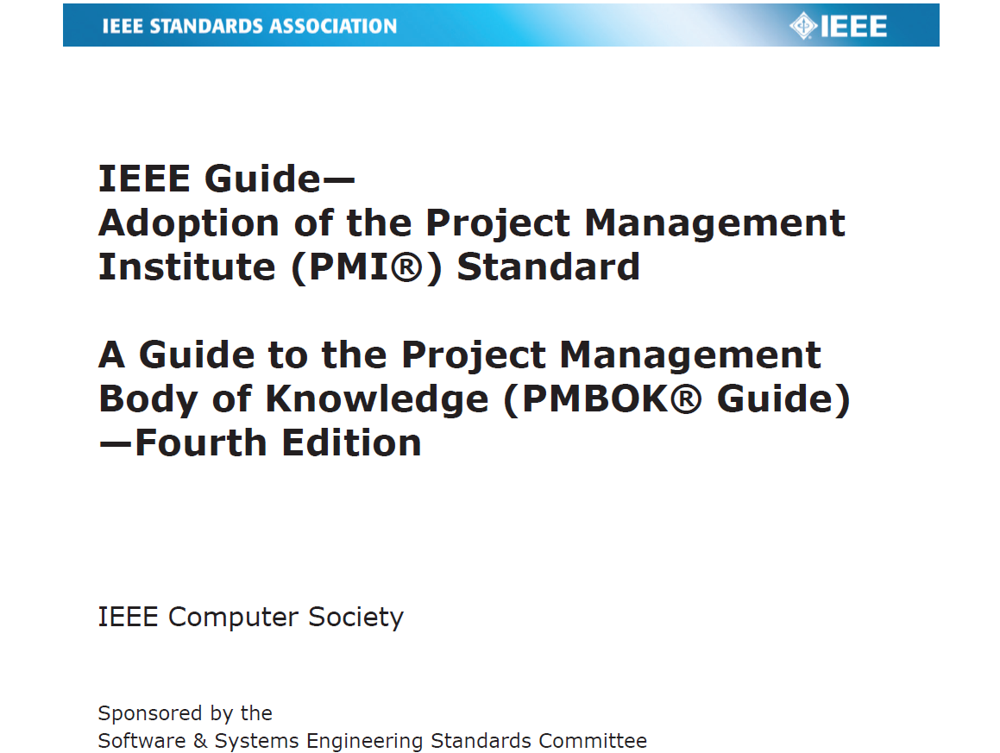 IEEE STANDARDS ASSOCIATION
IEEE
IEEE Guide—
Adoption of the Project Management
Institute (PMI®) Standard
A Guide to the Project Management
Body of Knowledge (PMBOK® Guide)
—Fourth Edition
IEEE Computer Society
Sponsored by the
Software & Systems Engineering Standards Committee